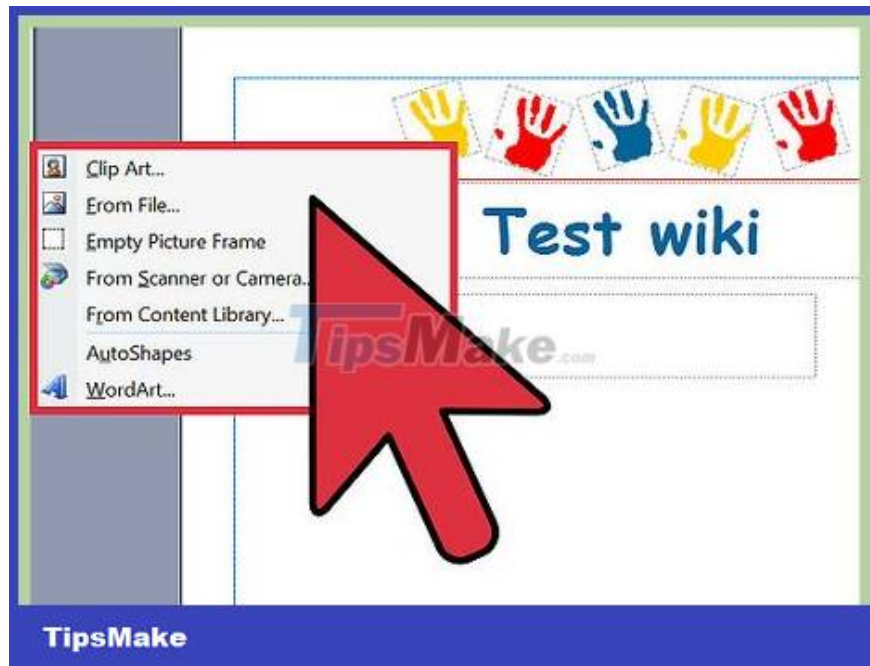 Clip Art...
From File...
Empty Picture Frame
From Scanner or Camera..
From Content Library...
AutoShapes
WordArt...
Test wiki
TipsMake.com
TipsMake